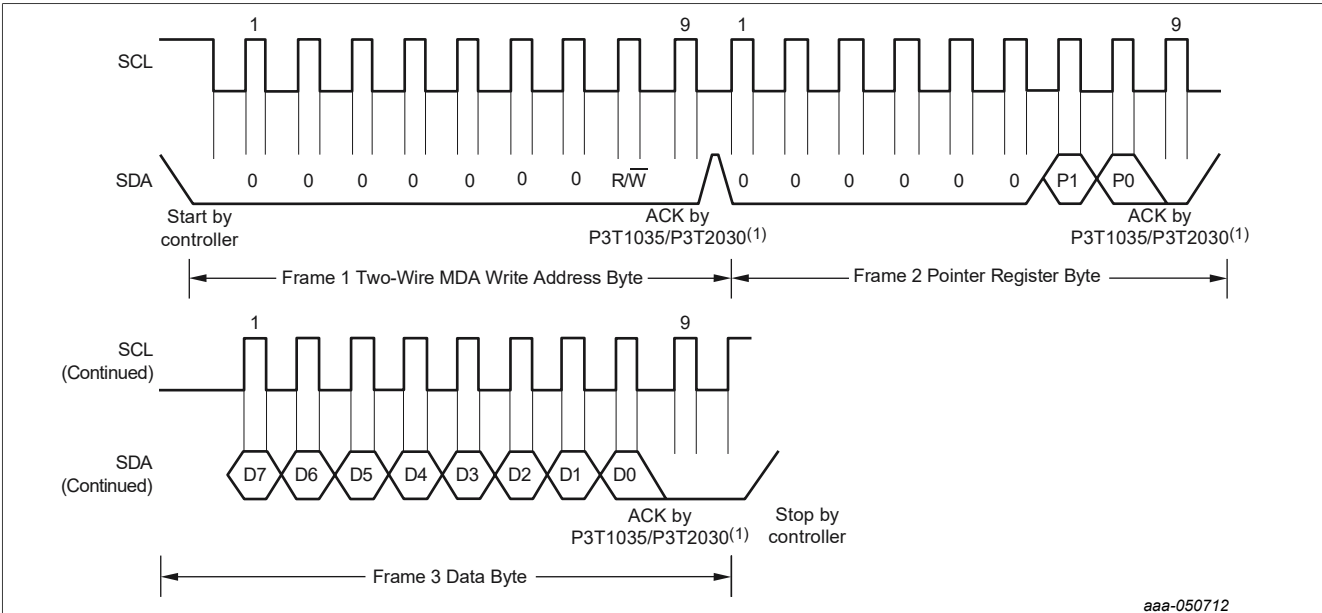 1 9 1 9
SCL
SDA 0 0 0 0 0 0 0 R/W̅ 0 0 0 0 0 0 P1 P0
Start by
controller
ACK by
P3T1035/P3T2030(1)
ACK by
P3T1035/P3T2030(1)
Frame 1 Two-Wire MDA Write Address Byte
Frame 2 Pointer Register Byte
1 9
SCL
(Continued)
SDA
(Continued)
D7 D6 D5 D4 D3 D2 D1 D0
ACK by
P3T1035/P3T2030(1)
Stop by
controller
Frame 3 Data Byte
aaa-050712